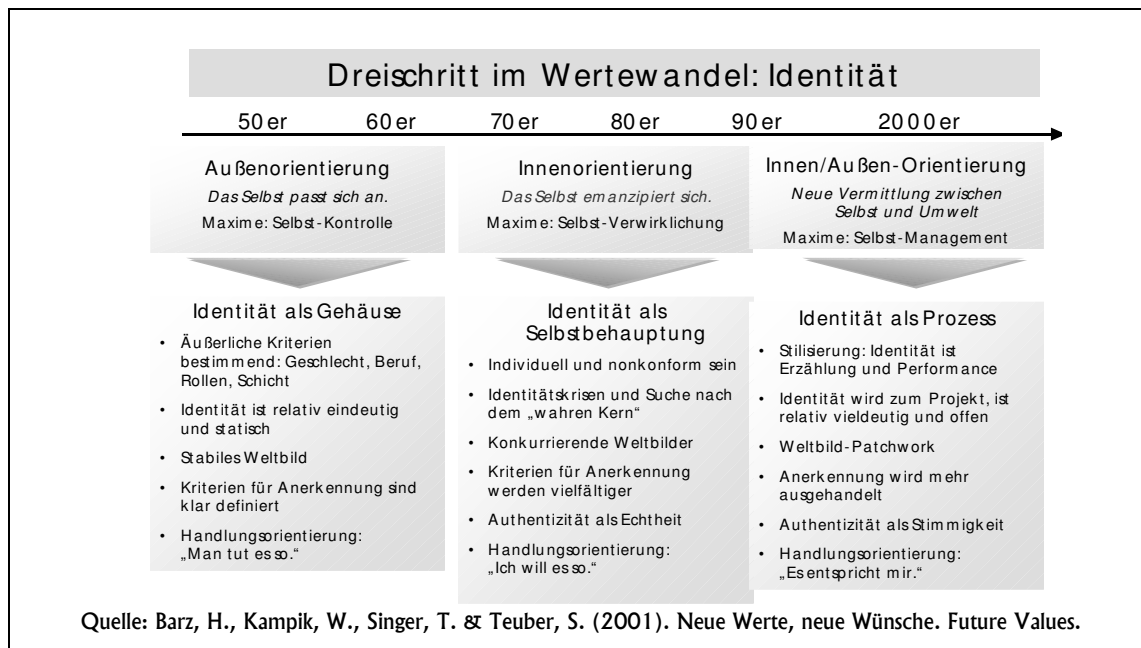 Dreischritt im Wertewandel: Identität
50er 60er 70er 80er 90er 2000er
Außenorientierung
Das Selbst passt sich an.
Maxime: Selbst-Kontrolle
Innenorientierung
Das Selbst emanzipiert sich.
Maxime: Selbst-Verwirklichung
Innen/Außen-Orientierung
Neue Vermittlung zwischen
Selbst und Umwelt
Maxime: Selbst-Management
Identität als Gehäuse
• Äußerliche Kriterien
bestimmend: Geschlecht, Beruf,
Rollen, Schicht
• Identität ist relativ eindeutig
und statisch
• Stabiles Weltbild
• Kriterien für Anerkennung sind
klar definiert
• Handlungsorientierung:
„Man tut es so.“
Identität als
Selbstbehauptung
• Individuell und nonkonform sein
• Identitätskrisen und Suche nach
dem „wahren Kern“
• Konkurrierende Weltbilder
• Kriterien für Anerkennung
werden vielfältiger
• Authentizität als Echtheit
• Handlungsorientierung:
„Ich will es so.“
Identität als Prozess
• Stilisierung: Identität ist
Erzählung und Performance
• Identität wird zum Projekt, ist
relativ vieldeutig und offen
• Weltbild-Patchwork
• Anerkennung wird mehr
ausgehandelt
• Authentizität als Stimmigkeit
• Handlungsorientierung:
„Es entspricht mir.“
Quelle: Barz, H., Kampik, W., Singer, T. & Teuber, S. (2001). Neue Werte, neue Wünsche. Future Values.